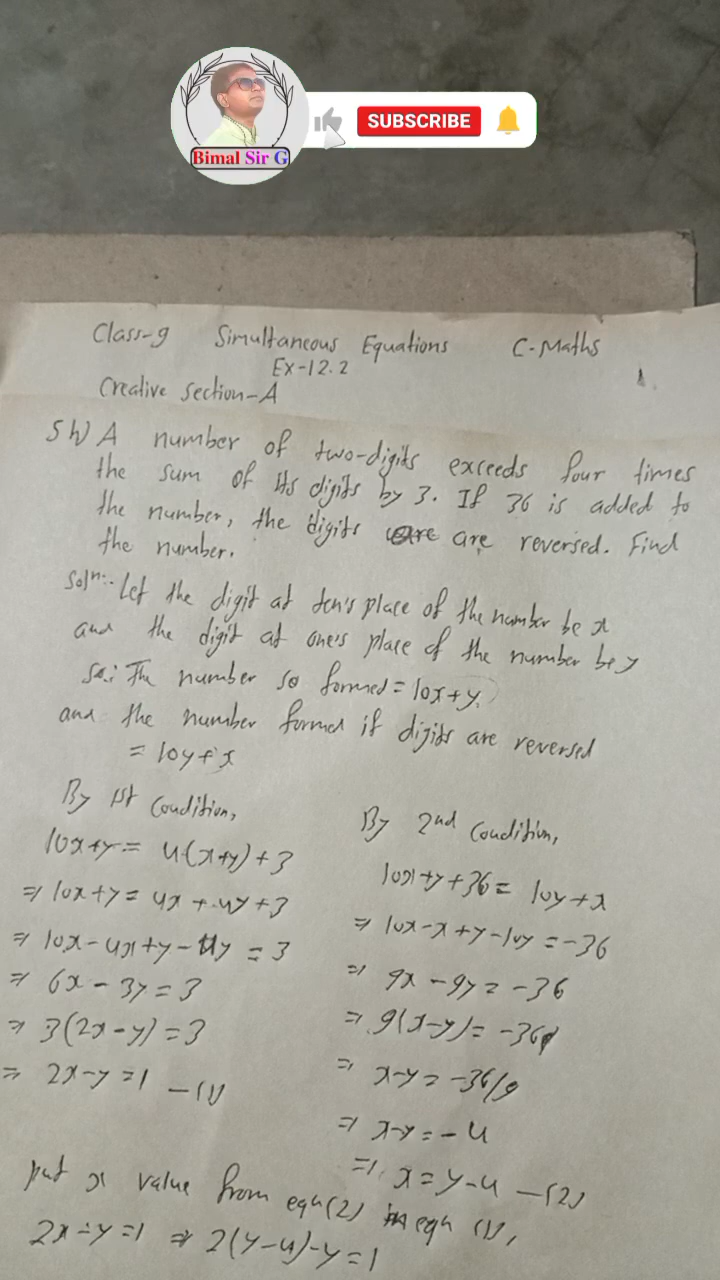 Bimal Sir G
SUBSCRIBE
Class-9 Simultaneous Equations C-Maths
Ex-12.2
Creative Section-A
5 b) A number of two-digits exceeds four times
the sum of its digits by 3. If 36 is added to
the number, the digits are reversed. Find
the number.
Solⁿ:- Let the digit at ten's place of the number be x
and the digit at one's place of the number be y
So: The number so formed = 10x+y
and the number formed if digits are reversed
= 10y+x
By 1st Condition,
10x+y = 4(x+y)+3
⇒ 10x+y = 4x+4y+3
⇒ 10x-4x+y-4y = 3
⇒ 6x-3y = 3
⇒ 3(2x-y) = 3
⇒ 2x-y = 1 —(1)
By 2nd Condition,
10x+y+36 = 10y+x
⇒ 10x-x+y-10y = -36
⇒ 9x-9y = -36
⇒ 9(x-y) = -36
⇒ x-y = -36/9
⇒ x-y = -4
⇒ x = y-4 —(2)
put x value from eqn(2) in eqn (1),
2x-y=1 ⇒ 2(y-4)-y=1